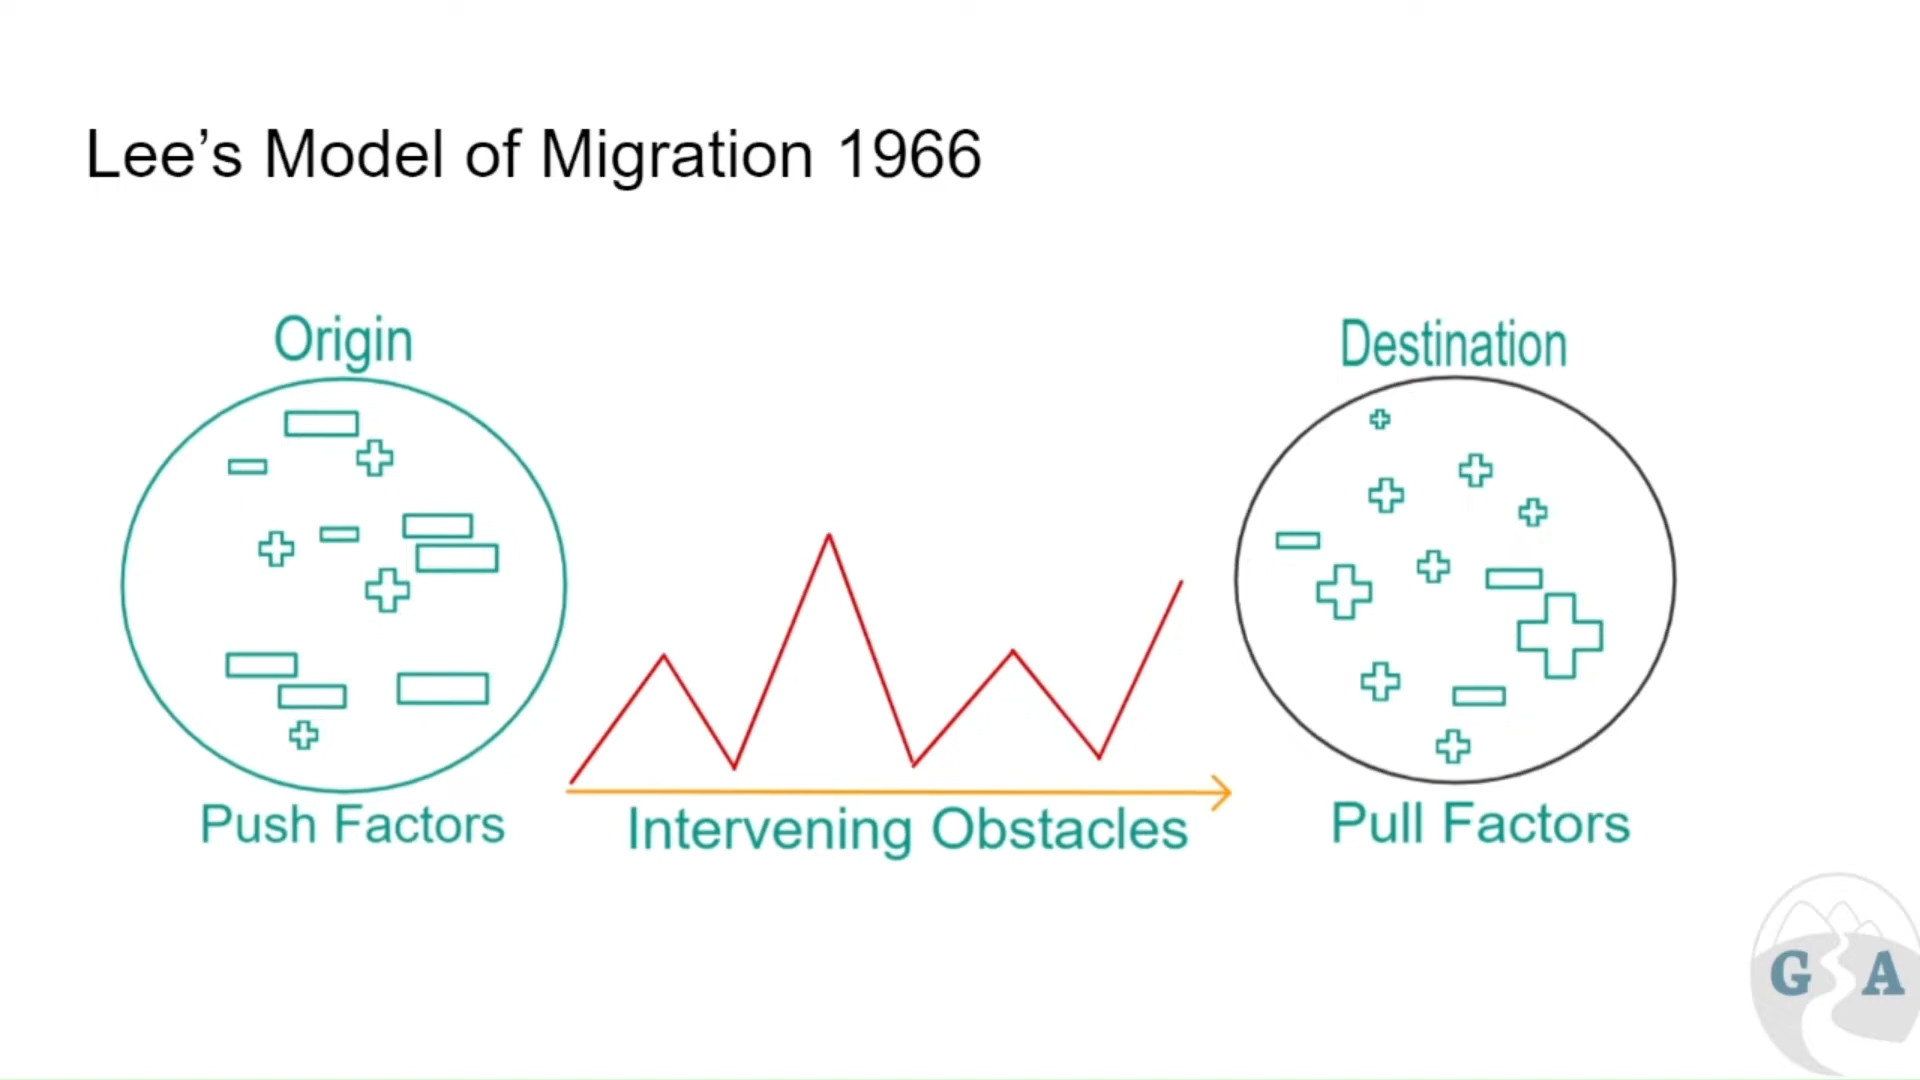 Lee’s Model of Migration 1966
Origin
Destination
Push Factors
Intervening Obstacles
Pull Factors
G A